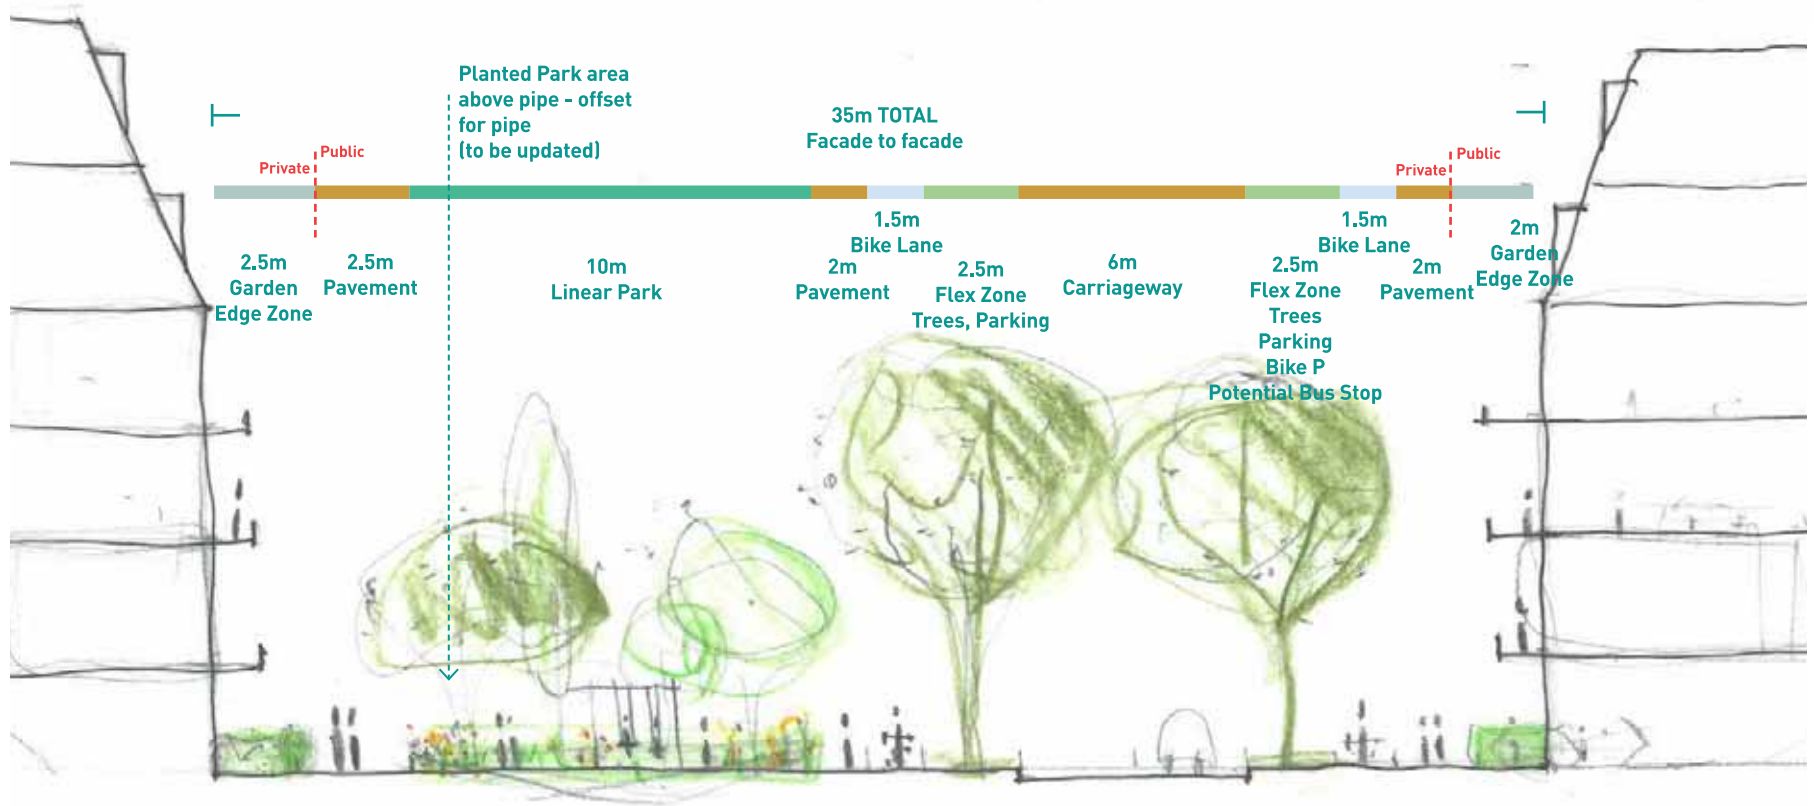 Planted Park area
above pipe - offset
for pipe
(to be updated)
35m TOTAL
Facade to facade
Private
Public
Private
Public
2.5m
Garden
Edge Zone
2.5m
Pavement
10m
Linear Park
2m
Pavement
1.5m
Bike Lane
2.5m
Flex Zone
Trees, Parking
6m
Carriageway
2.5m
Flex Zone
Trees
Parking
Bike P
Potential Bus Stop
1.5m
Bike Lane
2m
Pavement
2m
Garden
Edge Zone